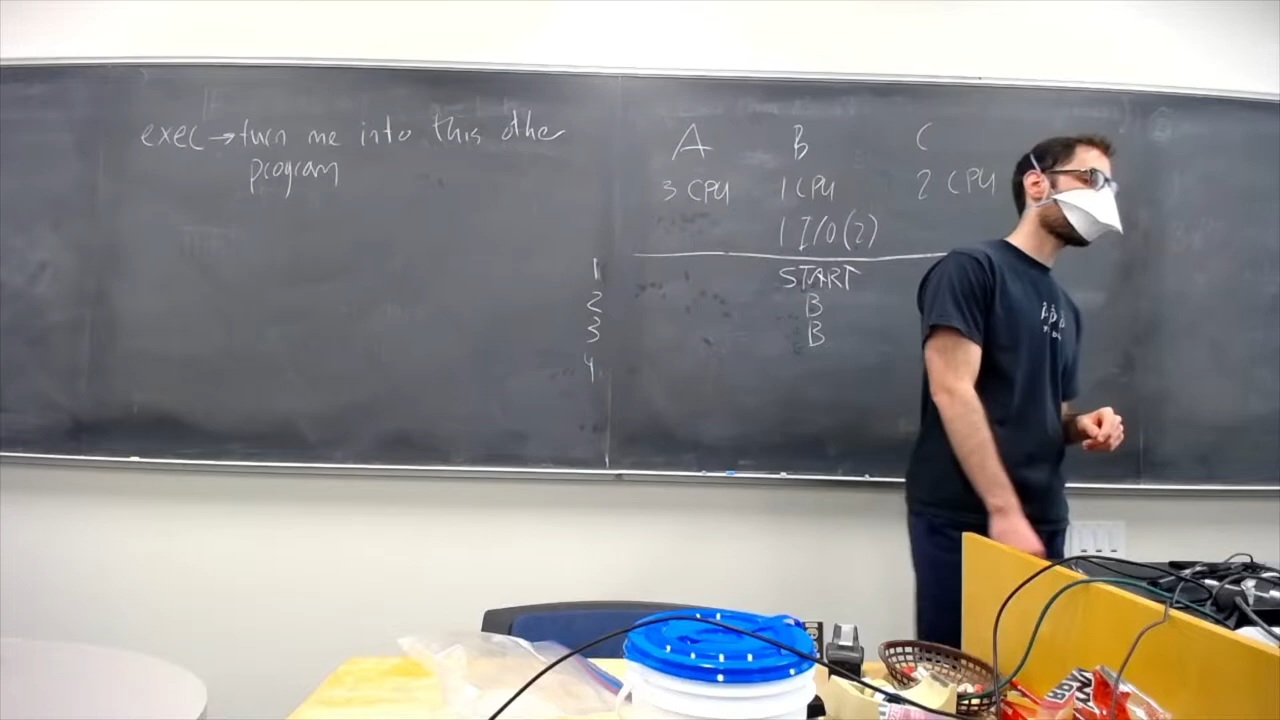 exec → turn me into this other
program
A B C
3 CPU 1 CPU 2 CPU
1 I/O (2)
1 START
2 B
3 B
4